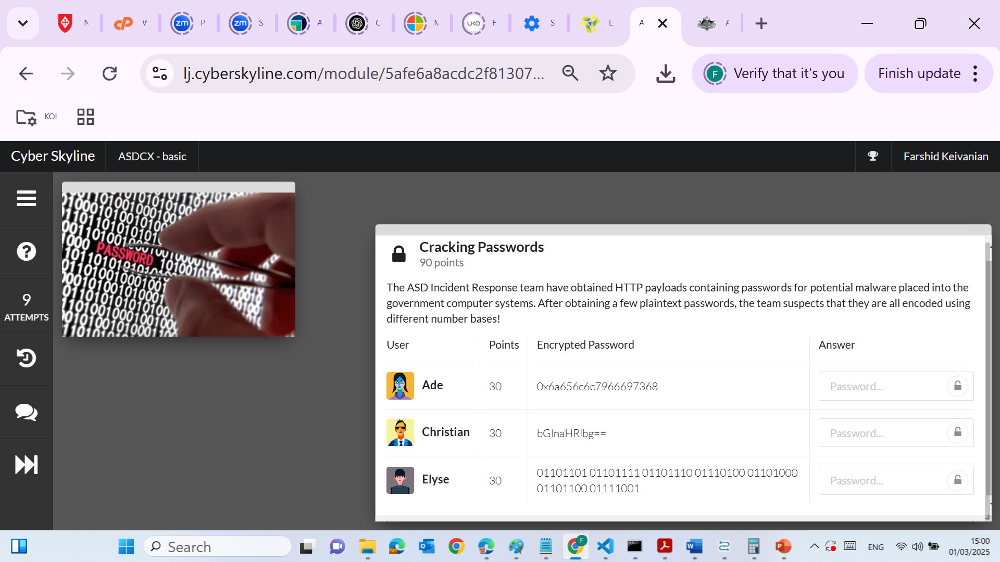 N
V
P
S
A
C
F
S
L
A
lj.cyberskyline.com/module/5afe6a8acdc2f81307...
F
Verify that it's you
Finish update
KOI
Cyber Skyline
ASDCX - basic
Farshid Keivanian
PASSWORD
9
ATTEMPTS
Cracking Passwords
90 points
The ASD Incident Response team have obtained HTTP payloads containing passwords for potential malware placed into the
government computer systems. After obtaining a few plaintext passwords, the team suspects that they are all encoded using
different number bases!
User Points Encrypted Password Answer
Ade 30 0x6a656c6c7966697368 Password...
Christian 30 bGlnaHRlbg== Password...
Elyse 30 01101101 01101111 01101110 01110100 01101000
01101100 01111001 Password...
Search
ENG
15:00
01/03/2025